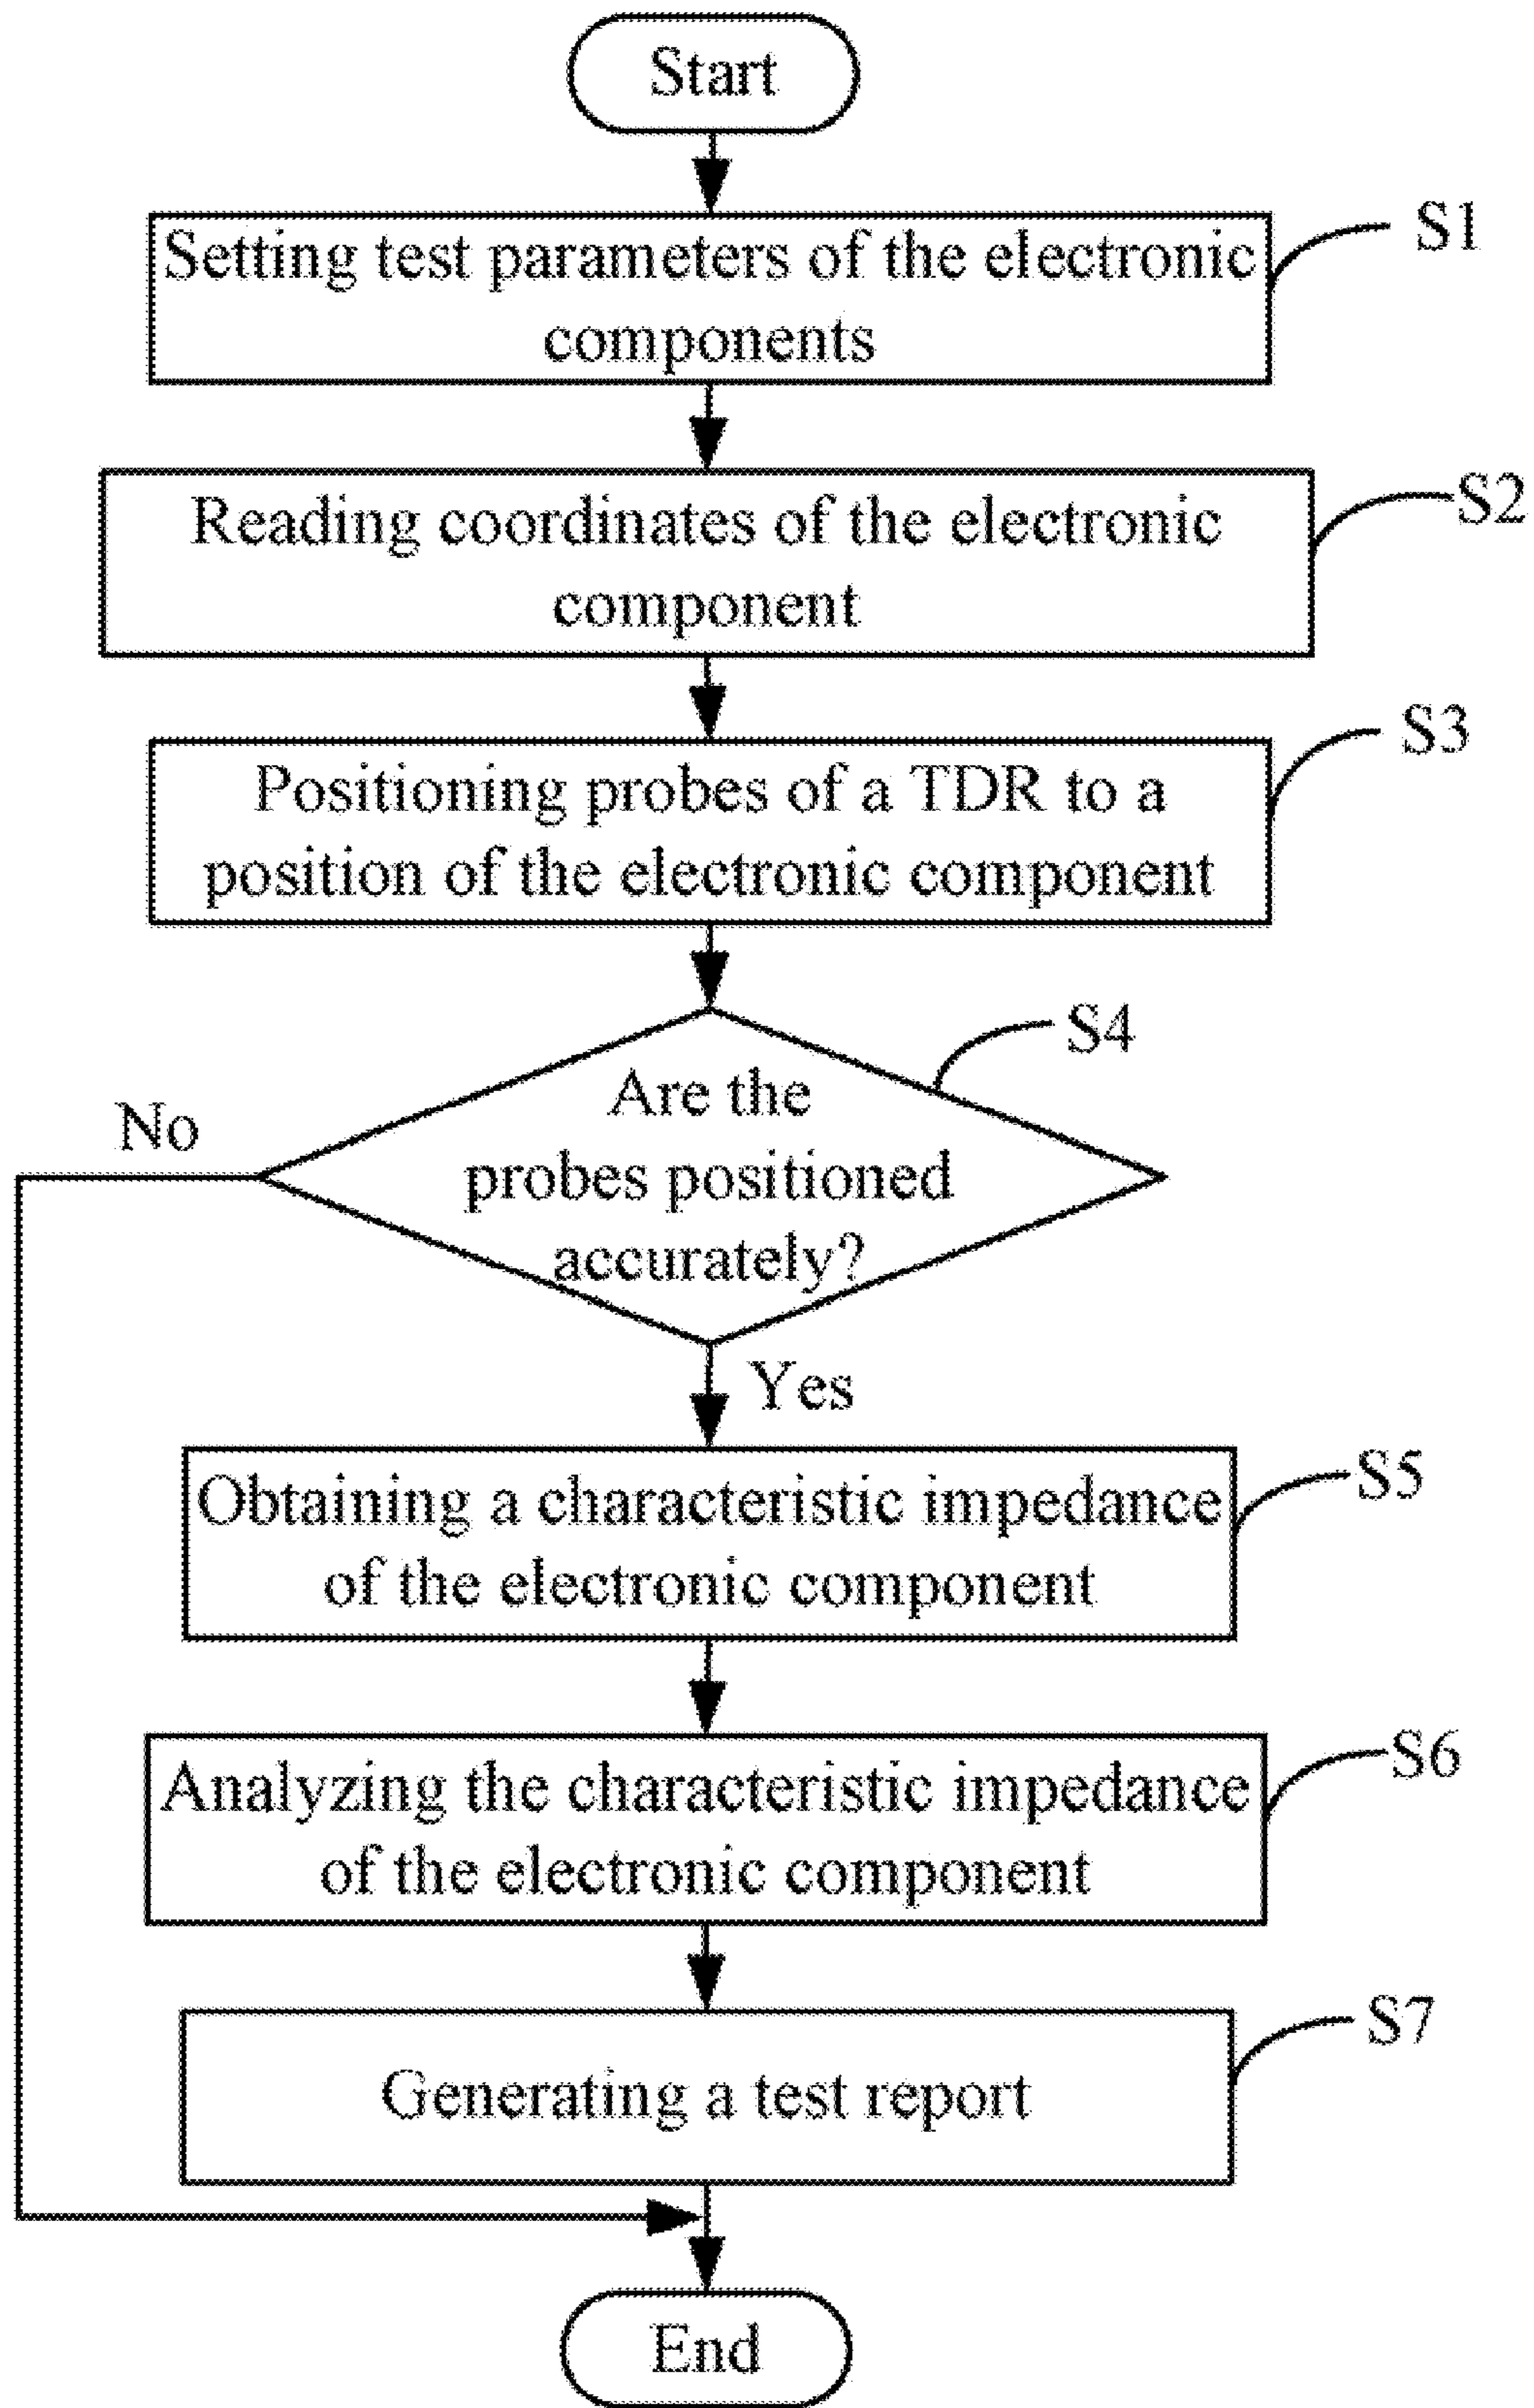 Start
Setting test parameters of the electronic
components
S1
Reading coordinates of the electronic
component
S2
Positioning probes of a TDR to a
position of the electronic component
S3
Are the
probes positioned
accurately?
S4
No
Yes
Obtaining a characteristic impedance
of the electronic component
S5
Analyzing the characteristic impedance
of the electronic component
S6
Generating a test report
S7
End